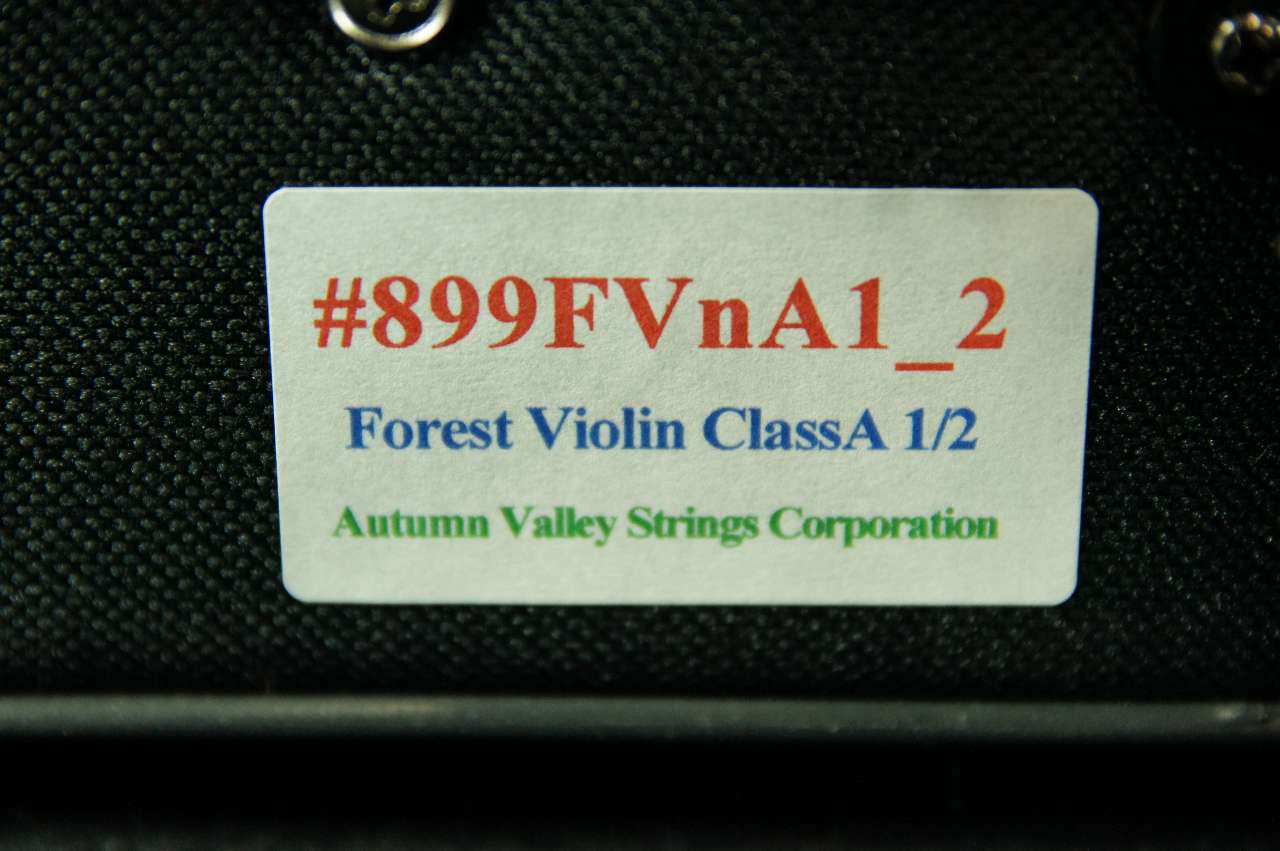 #899FVnA1_2
Forest Violin ClassA 1/2
Autumn Valley Strings Corporation